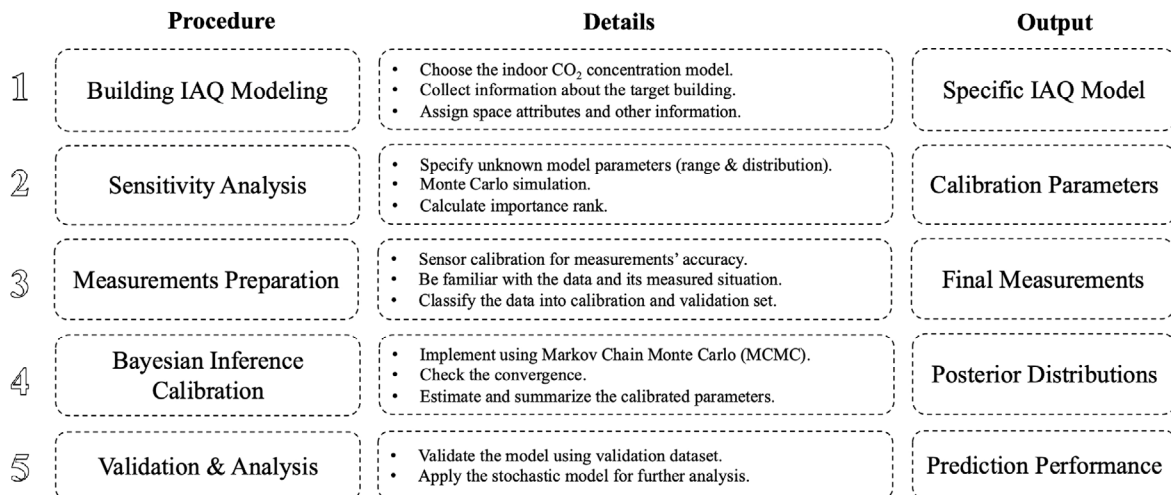 Procedure Details Output
1
Building IAQ Modeling
• Choose the indoor CO₂ concentration model.
• Collect information about the target building.
• Assign space attributes and other information.
Specific IAQ Model
2
Sensitivity Analysis
• Specify unknown model parameters (range & distribution).
• Monte Carlo simulation.
• Calculate importance rank.
Calibration Parameters
3
Measurements Preparation
• Sensor calibration for measurements’ accuracy.
• Be familiar with the data and its measured situation.
• Classify the data into calibration and validation set.
Final Measurements
4
Bayesian Inference
Calibration
• Implement using Markov Chain Monte Carlo (MCMC).
• Check the convergence.
• Estimate and summarize the calibrated parameters.
Posterior Distributions
5
Validation & Analysis
• Validate the model using validation dataset.
• Apply the stochastic model for further analysis.
Prediction Performance